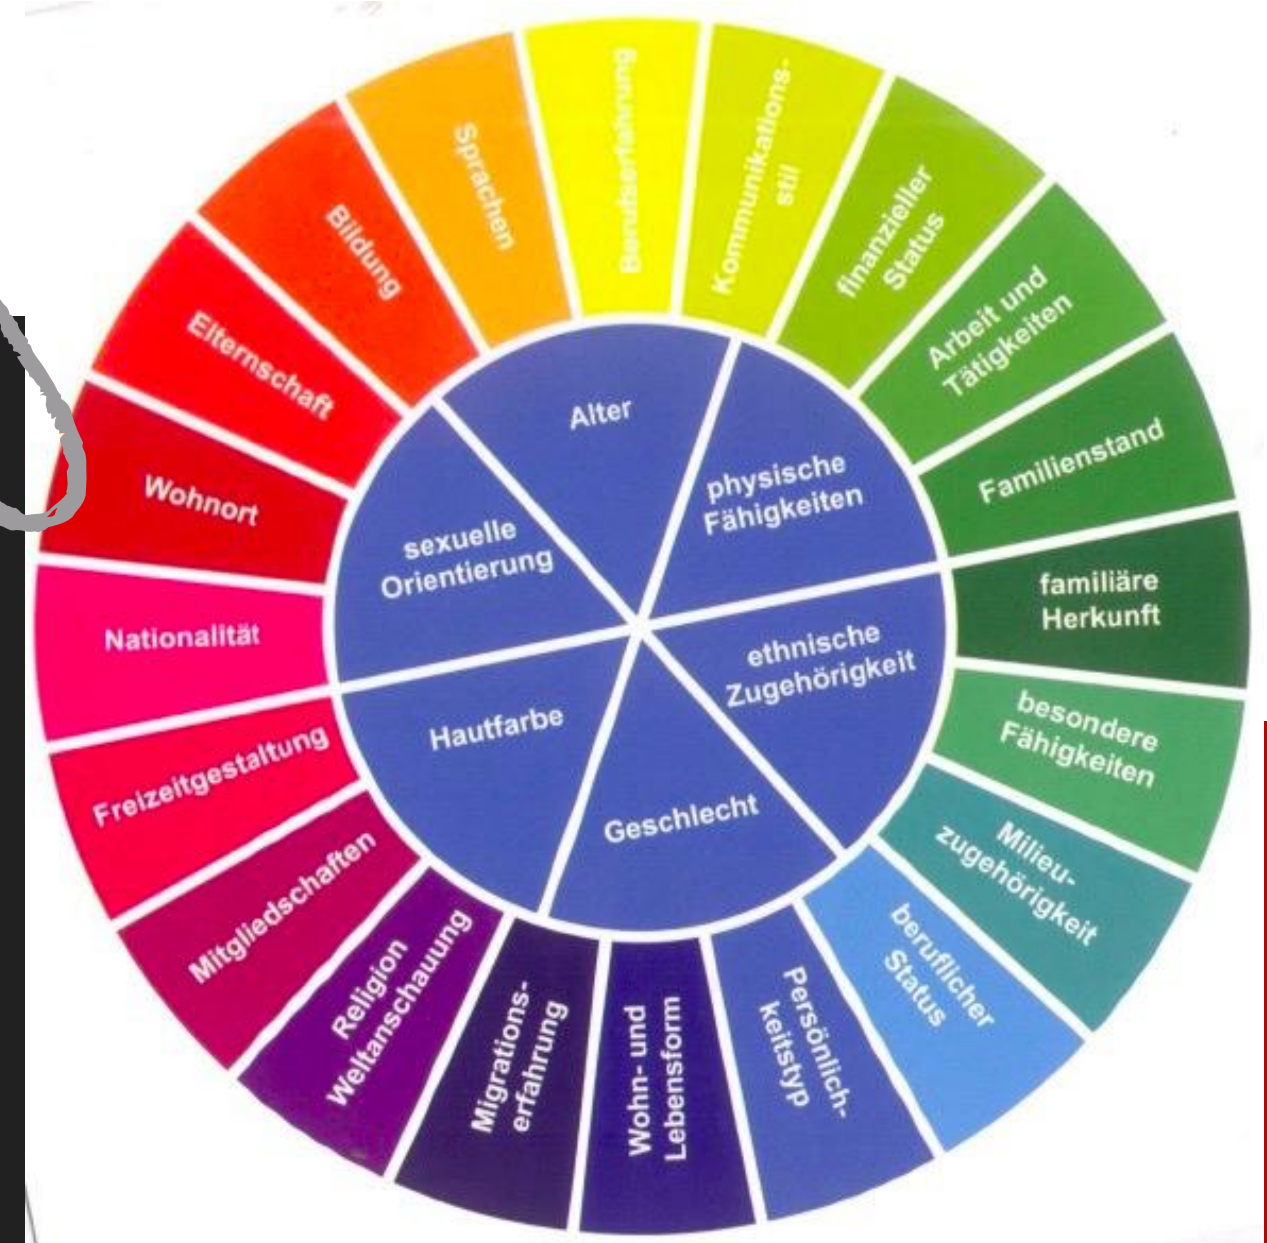 Berufserfahrung
Kommunikations-
stil
finanzieller
Status
Arbeit und
Tätigkeiten
Familienstand
familiäre
Herkunft
besondere
Fähigkeiten
Milieu-
zugehörigkeit
beruflicher
Status
Persönlich-
keitstyp
Wohn- und
Lebensform
Migrations-
erfahrung
Religion
Weltanschauung
Mitgliedschaften
Freizeitgestaltung
Nationalität
Wohnort
Elternschaft
Bildung
Sprachen
Alter
physische
Fähigkeiten
ethnische
Zugehörigkeit
Geschlecht
Hautfarbe
sexuelle
Orientierung